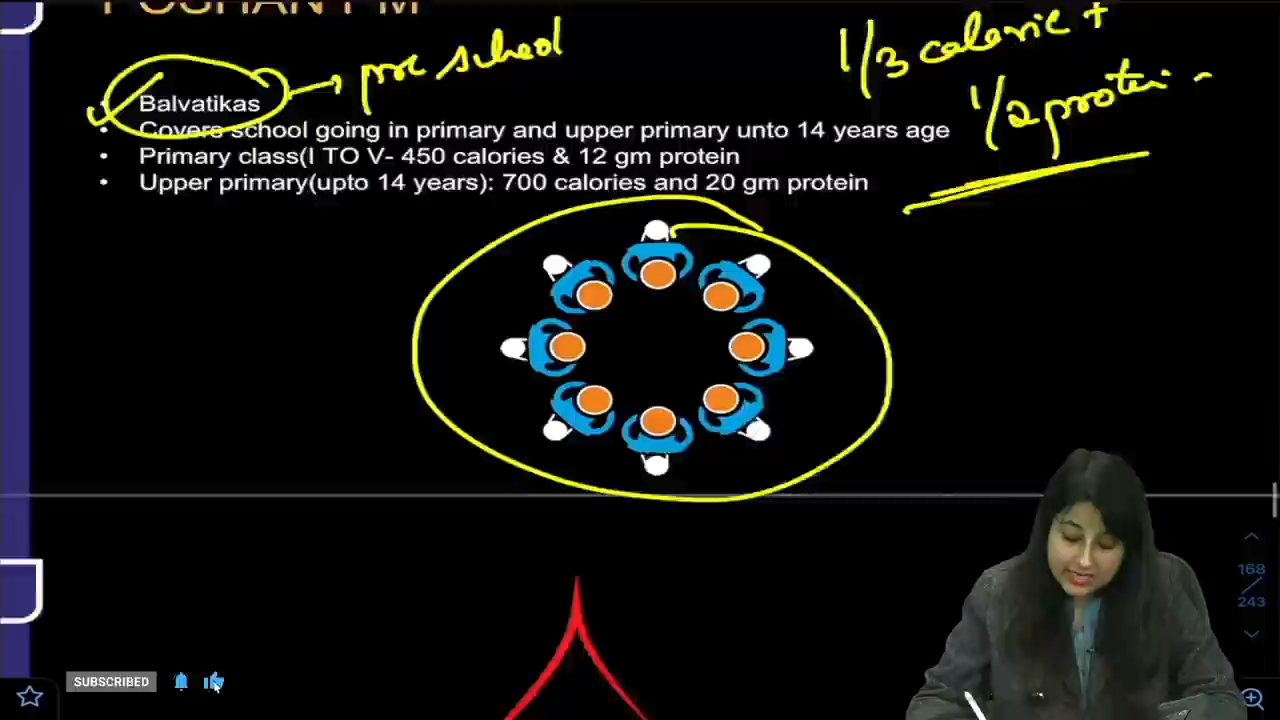 POSHAN PM
1/3 calorie +
1/2 protein
pre school
• Balvatikas
• Covers school going in primary and upper primary unto 14 years age
• Primary class(I TO V- 450 calories & 12 gm protein
• Upper primary(upto 14 years): 700 calories and 20 gm protein
168
243
SUBSCRIBED